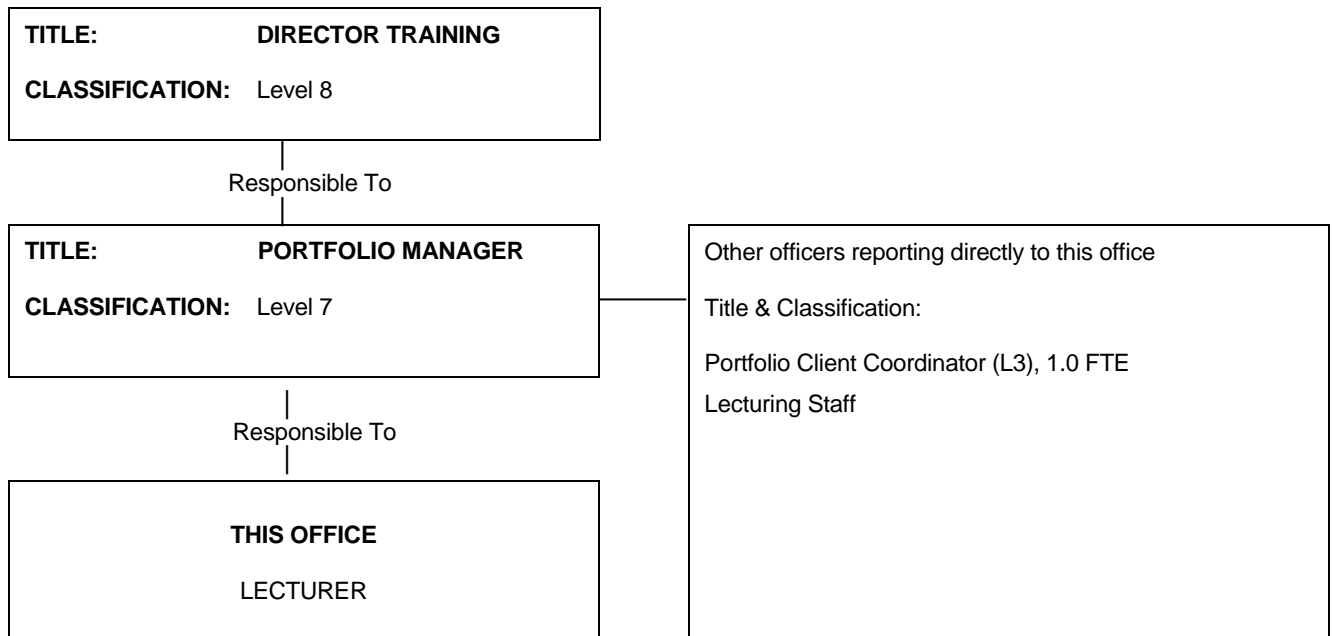 TITLE: DIRECTOR TRAINING
CLASSIFICATION: Level 8
Responsible To
TITLE: PORTFOLIO MANAGER
CLASSIFICATION: Level 7
Other officers reporting directly to this office
Title & Classification:
Portfolio Client Coordinator (L3), 1.0 FTE
Lecturing Staff
Responsible To
THIS OFFICE
LECTURER